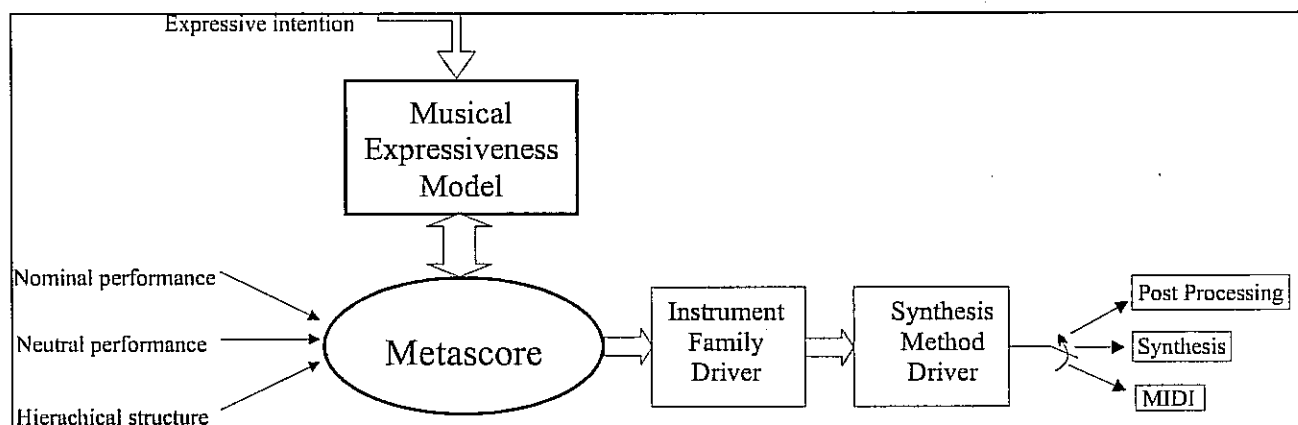 Expressive intention
Musical
Expressiveness
Model
Nominal performance
Neutral performance
Hierachical structure
Metascore
Instrument
Family
Driver
Synthesis
Method
Driver
Post Processing
Synthesis
MIDI